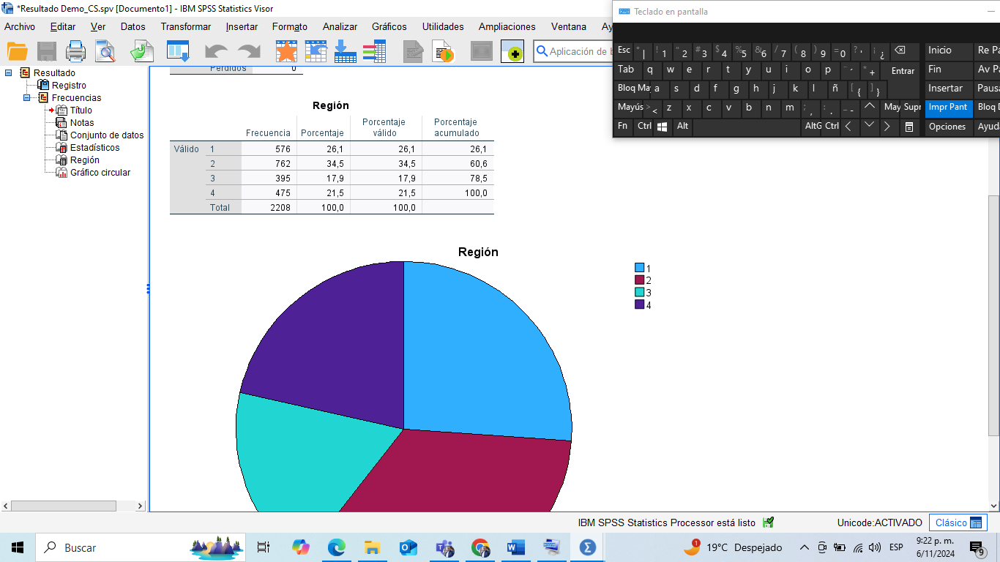 *Resultado Demo_CS.spv [Documento1] - IBM SPSS Statistics Visor
Archivo Editar Ver Datos Transformar Insertar Formato Analizar Gráficos Utilidades Ampliaciones Ventana Ay
Aplicación de b
Teclado en pantalla
Esc ° | ! 1 " 2 # 3 $ 4 % 5 & 6 / 7 ( 8 ) 9 = 0 ? ' ¡ ¿ Inicio Re Pá
Tab q w e r t y u i o p ¨ ´ * + Entrar Fin Av Pá
Bloq Ma a s d f g h j k l ñ [ { ] } Insertar Pausa
Mayús > < z x c v b n m ; , : . _ - May Supr Impr Pant Bloq D
Fn Ctrl Alt AltG Ctrl Opciones Ayuda
Resultado
Registro
Frecuencias
Título
Notas
Conjunto de datos
Estadísticos
Región
Gráfico circular
Perdidos 0
Región
Frecuencia Porcentaje Porcentaje válido Porcentaje acumulado
Válido 1 576 26,1 26,1 26,1
2 762 34,5 34,5 60,6
3 395 17,9 17,9 78,5
4 475 21,5 21,5 100,0
Total 2208 100,0 100,0
Región
1
2
3
4
IBM SPSS Statistics Processor está listo Unicode:ACTIVADO Clásico
Buscar 19°C Despejado ESP 9:22 p. m.
6/11/2024
1
9